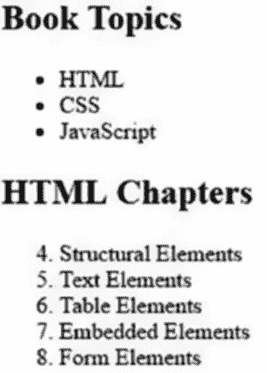 Book Topics
• HTML
• CSS
• JavaScript
HTML Chapters
4. Structural Elements
5. Text Elements
6. Table Elements
7. Embedded Elements
8. Form Elements